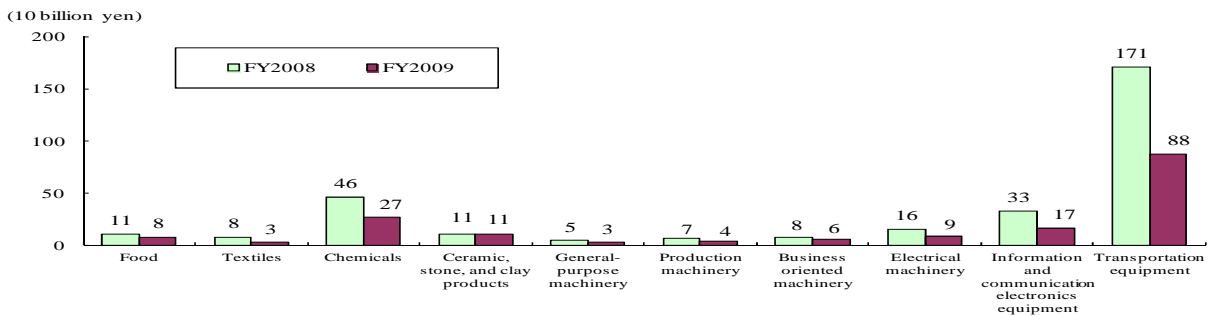 (10 billion yen)
200
150
100
50
0
FY2008 FY2009
11 8 8 3 46 27 11 11 5 3 7 4 8 6 16 9 33 17 171 88
Food Textiles Chemicals Ceramic, General- Production Business Electrical Information Transportation
stone, and clay purpose machinery oriented machinery and equipment
products machinery machinery communication
electronics
equipment